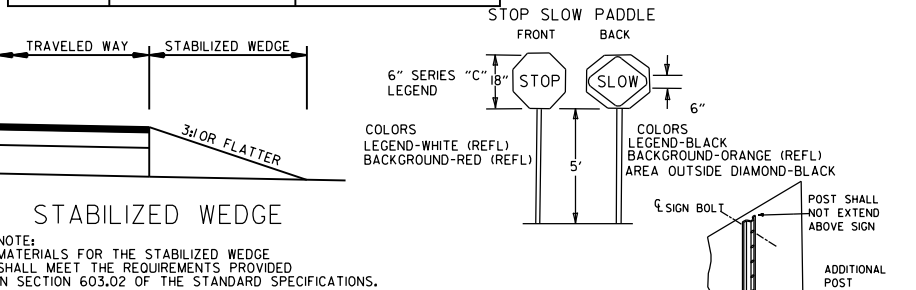 STOP SLOW PADDLE
FRONT
BACK
TRAVELED WAY
STABILIZED WEDGE
6" SERIES "C"
LEGEND
18"
STOP
SLOW
6"
3:1 OR FLATTER
COLORS
LEGEND-WHITE (REFL)
BACKGROUND-RED (REFL)
5'
COLORS
LEGEND-BLACK
BACKGROUND-ORANGE (REFL)
AREA OUTSIDE DIAMOND-BLACK
STABILIZED WEDGE
NOTE:
MATERIALS FOR THE STABILIZED WEDGE
SHALL MEET THE REQUIREMENTS PROVIDED
IN SECTION 603.02 OF THE STANDARD SPECIFICATIONS.
℄ SIGN BOLT
POST SHALL
NOT EXTEND
ABOVE SIGN
ADDITIONAL
POST